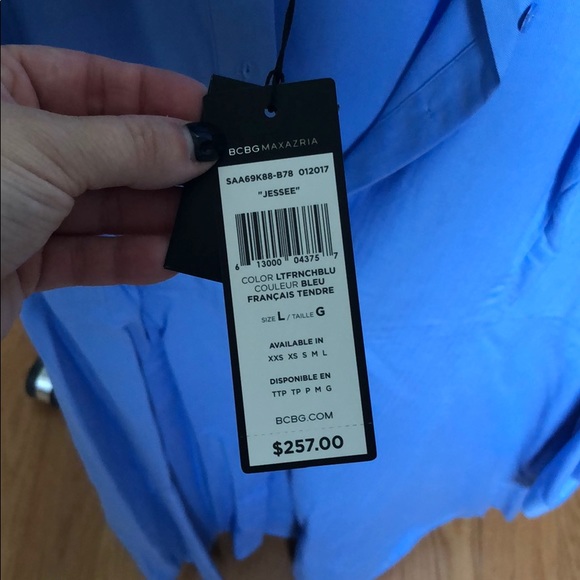 BCBGMAXAZRIA
SAA69K88-B78 012017
"JESSEE"
6 13000 04375 7
COLOR LTFRNCHBLU
COULEUR BLEU
FRANÇAIS TENDRE
SIZE L / TAILLE G
AVAILABLE IN
XXS XS S M L
DISPONIBLE EN
TTP TP P M G
BCBG.COM
$257.00